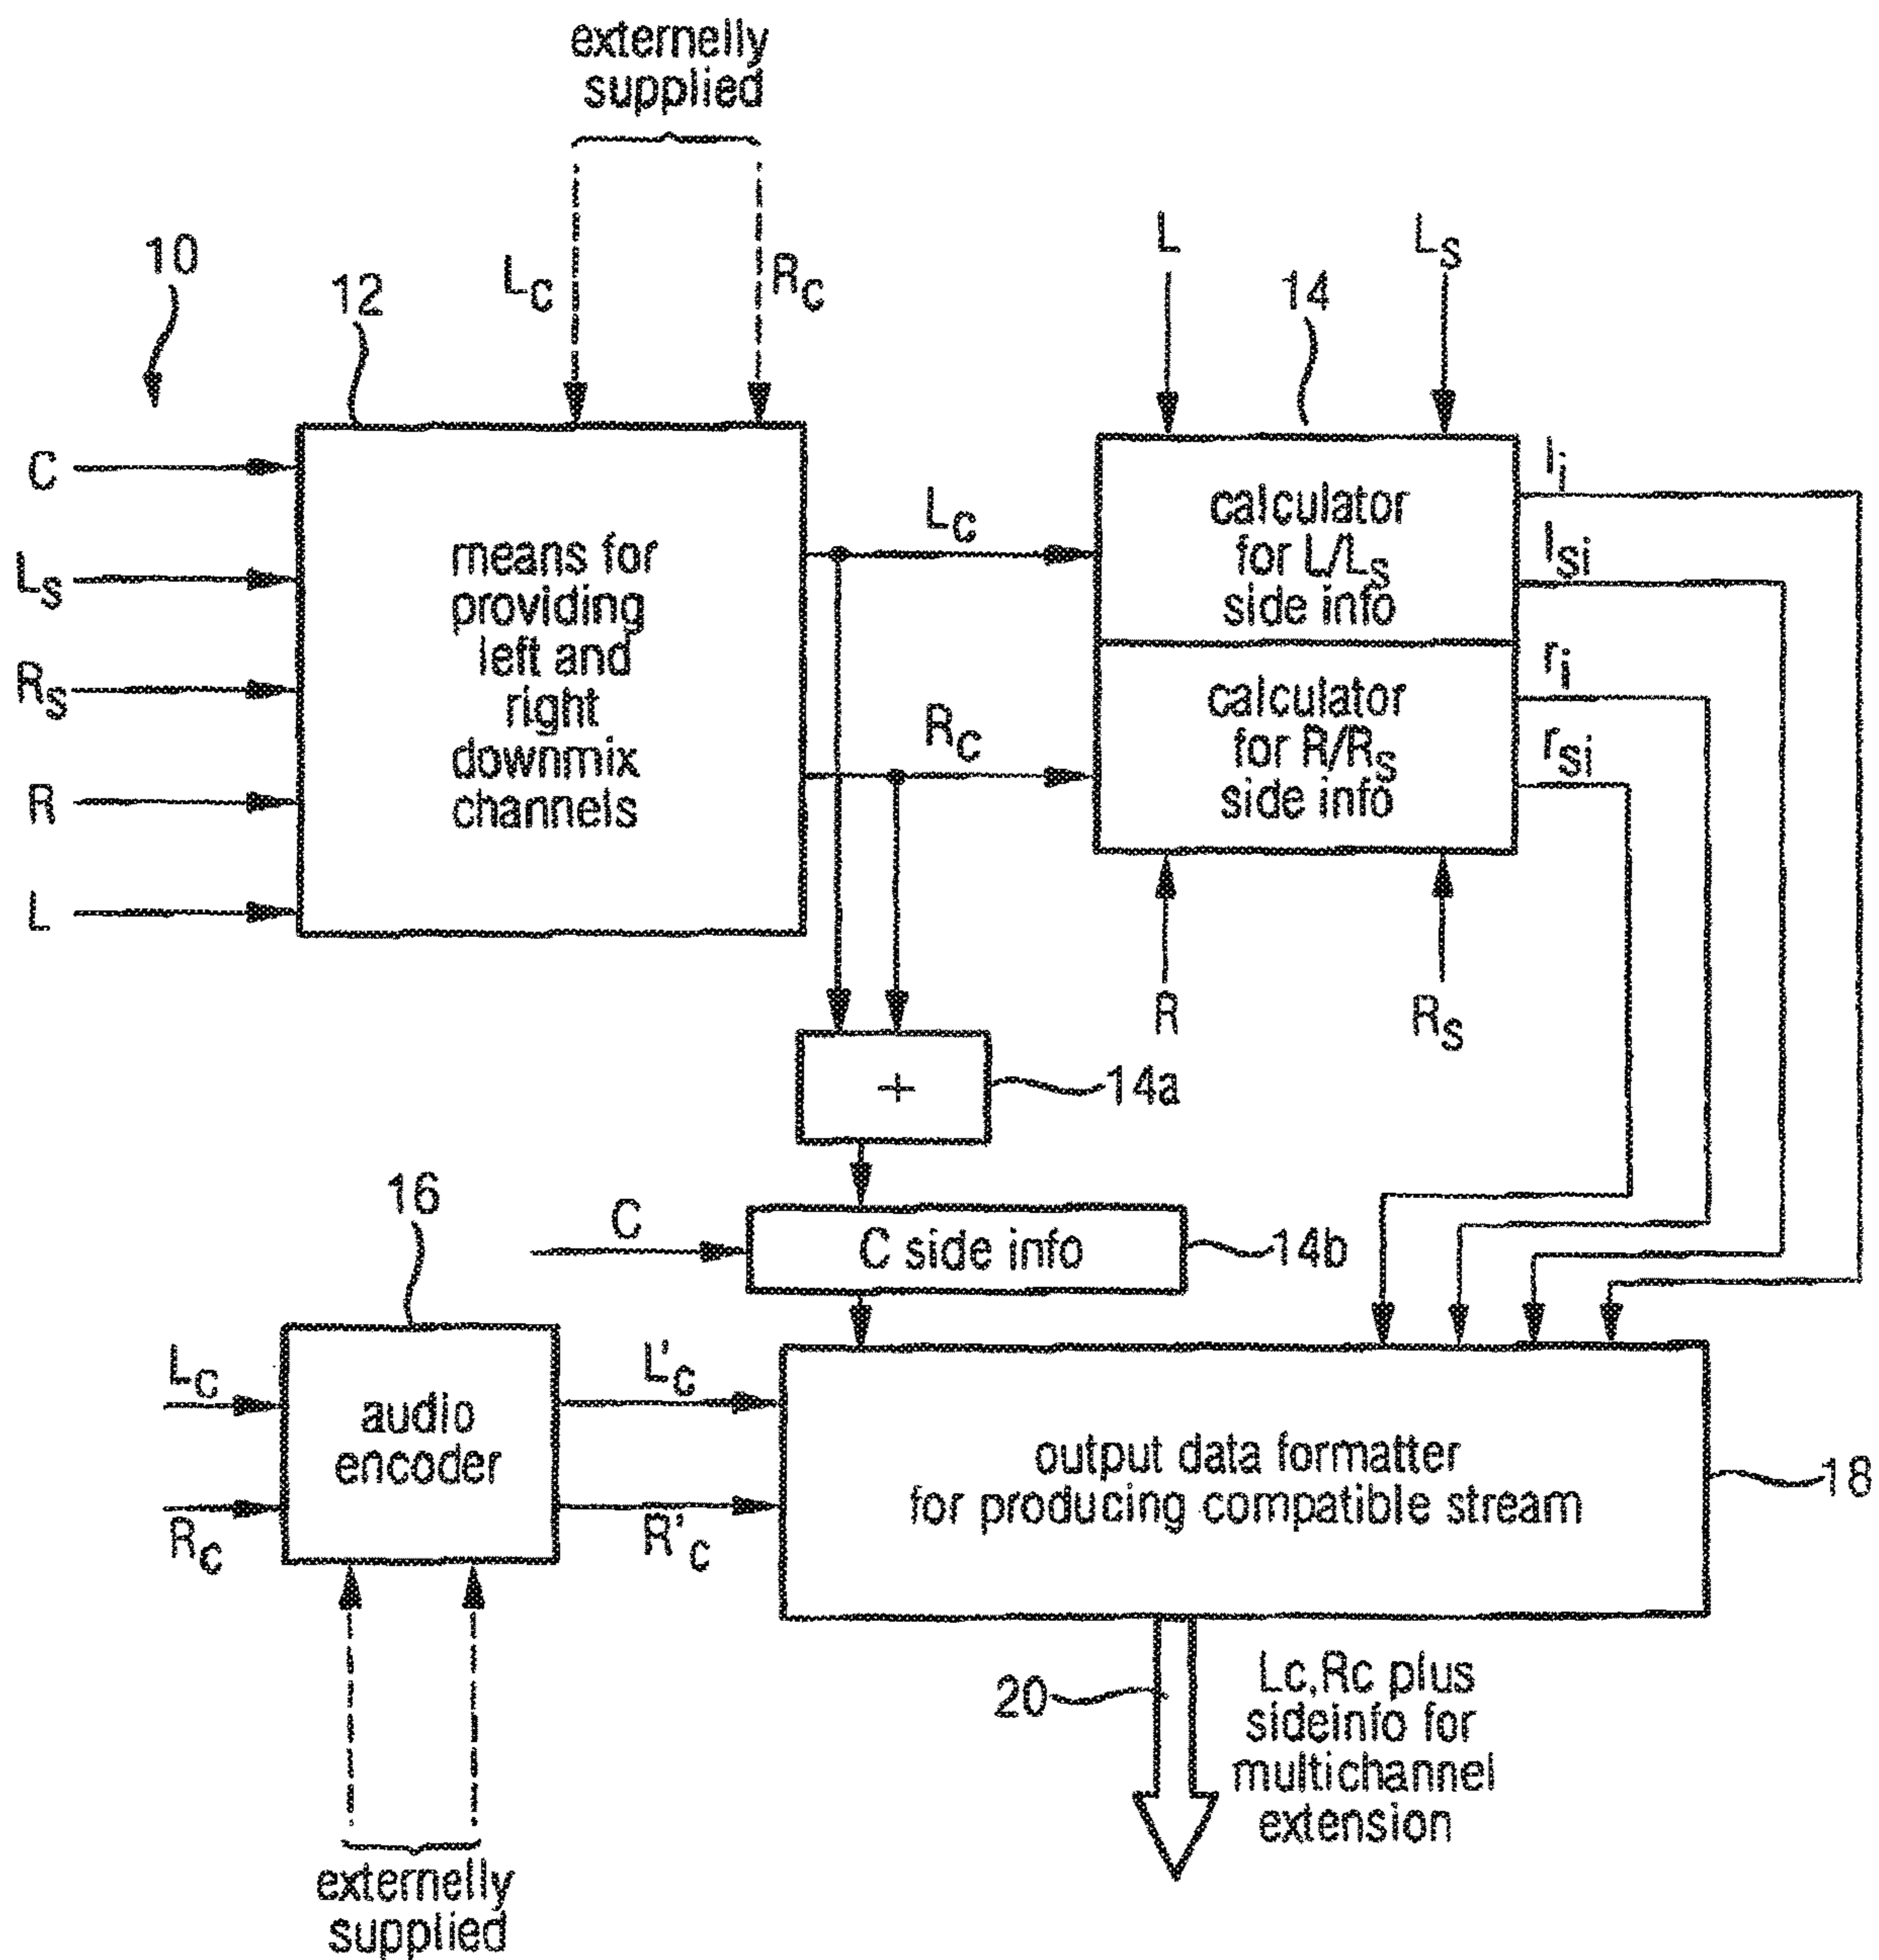 externelly
supplied
10
12
Lc
Rc
L
Ls
14
C
Ls
Rs
R
L
means for
providing
left and
right
downmix
channels
Lc
Rc
calculator
for L/Ls
side info
calculator
for R/Rs
side info
li
lsi
ri
rsi
R
Rs
+
14a
16
C
C side info
14b
Lc
Rc
audio
encoder
L'c
R'c
output data formatter
for producing compatible stream
18
20
Lc,Rc plus
sideinfo for
multichannel
extension
externelly
supplied